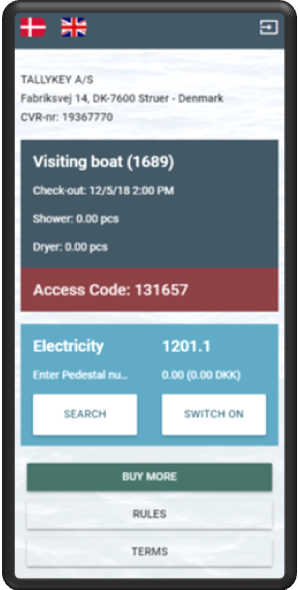 TALLYKEY A/S
Fabriksvej 14, DK-7600 Struer - Denmark
CVR-nr: 19367770
Visiting boat (1689)
Check-out: 12/5/18 2:00 PM
Shower: 0.00 pcs
Dryer: 0.00 pcs
Access Code: 131657
Electricity 1201.1
Enter Pedestal nu... 0.00 (0.00 DKK)
SEARCH SWITCH ON
BUY MORE
RULES
TERMS